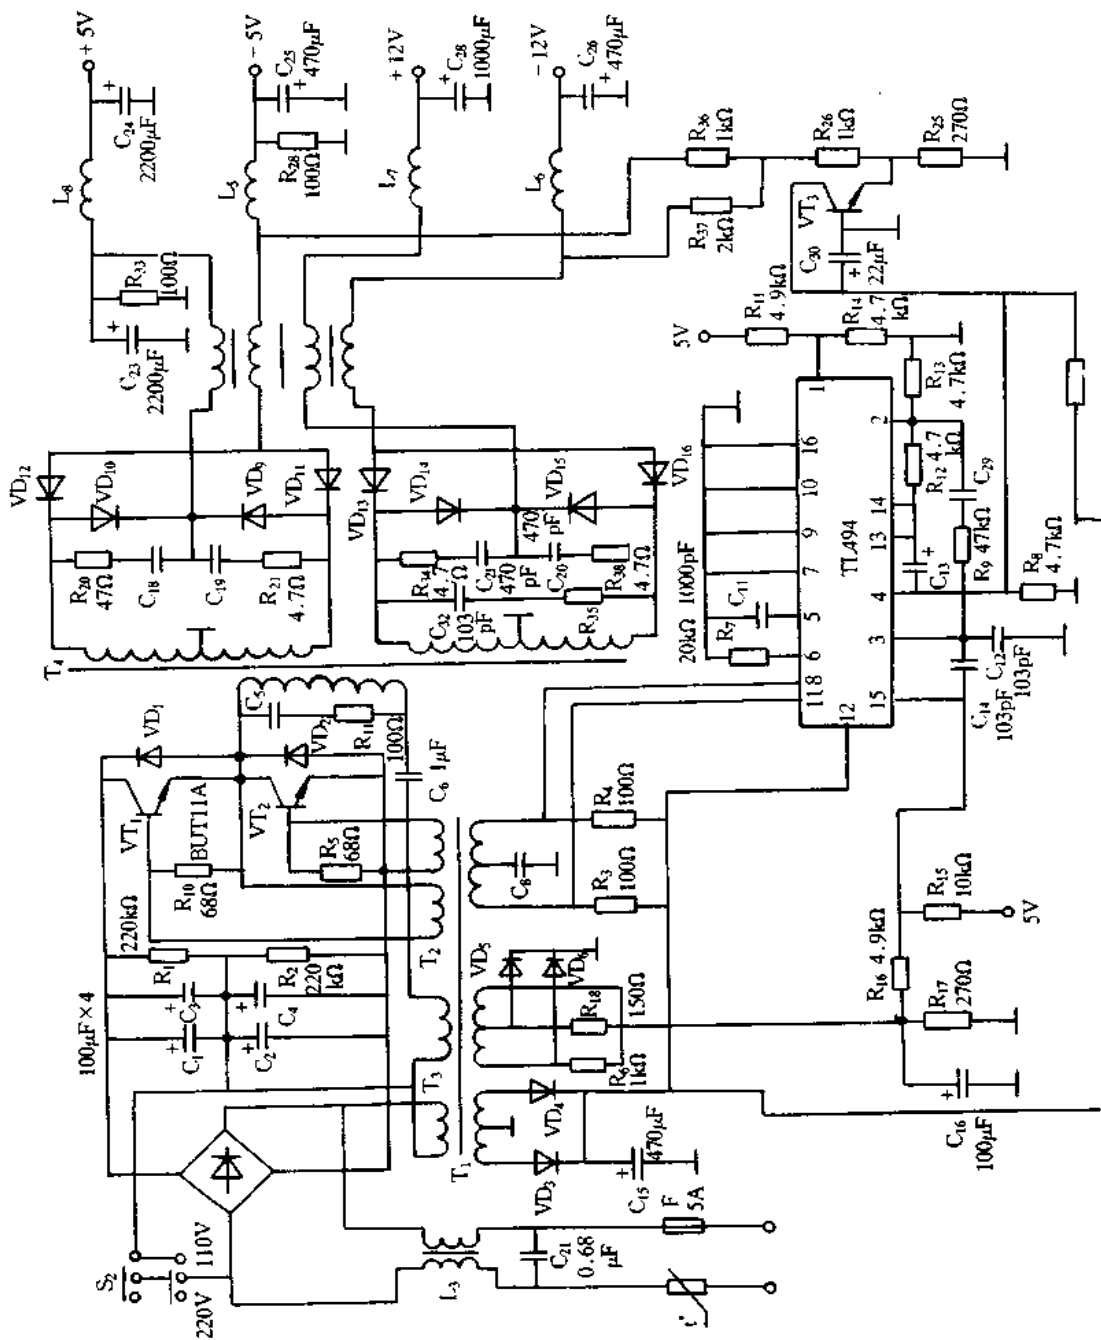 +5V
C24
2200μF
L8
R33
100Ω
C23
2200μF
-5V
C25
470μF
R28
100Ω
L5
+12V
C28
1000μF
L7
-12V
C26
470μF
L6
R36
1kΩ
R37
2kΩ
R26
1kΩ
R25
270Ω
VT3
C30
22μF
VD12
VD10
VD9
VD11
R20
47Ω
C18
C19
R21
4.7Ω
T4
VD13
VD14
VD15
VD16
R34
4.7Ω
C21
470pF
C20
470pF
R38
4.7Ω
C32
103pF
R35
5V
R11
4.9kΩ
R14
4.7kΩ
R13
4.7kΩ
R12
4.7kΩ
C29
R9
47kΩ
C13
R8
4.7kΩ
C12
103pF
C14
103pF
TL494
1
2
16
10
9
7
5
6
11
8
12
14
13
4
3
15
1000pF
C11
20kΩ
R7
VD1
VD2
C5
R11
100Ω
C6 1μF
VT1
BUT11A
VT2
R10
68Ω
R5
68Ω
220kΩ
R1
R2
220kΩ
100μF×4
C1
C3
C2
C4
T2
T3
T1
C8
R4
100Ω
R3
100Ω
VD5
VD6
R18
150Ω
R6
1kΩ
VD4
VD3
C15
470μF
R16
4.9kΩ
R15
10kΩ
5V
R17
270Ω
C16
100μF
S2
110V
220V
L3
C21
0.68μF
F
5A